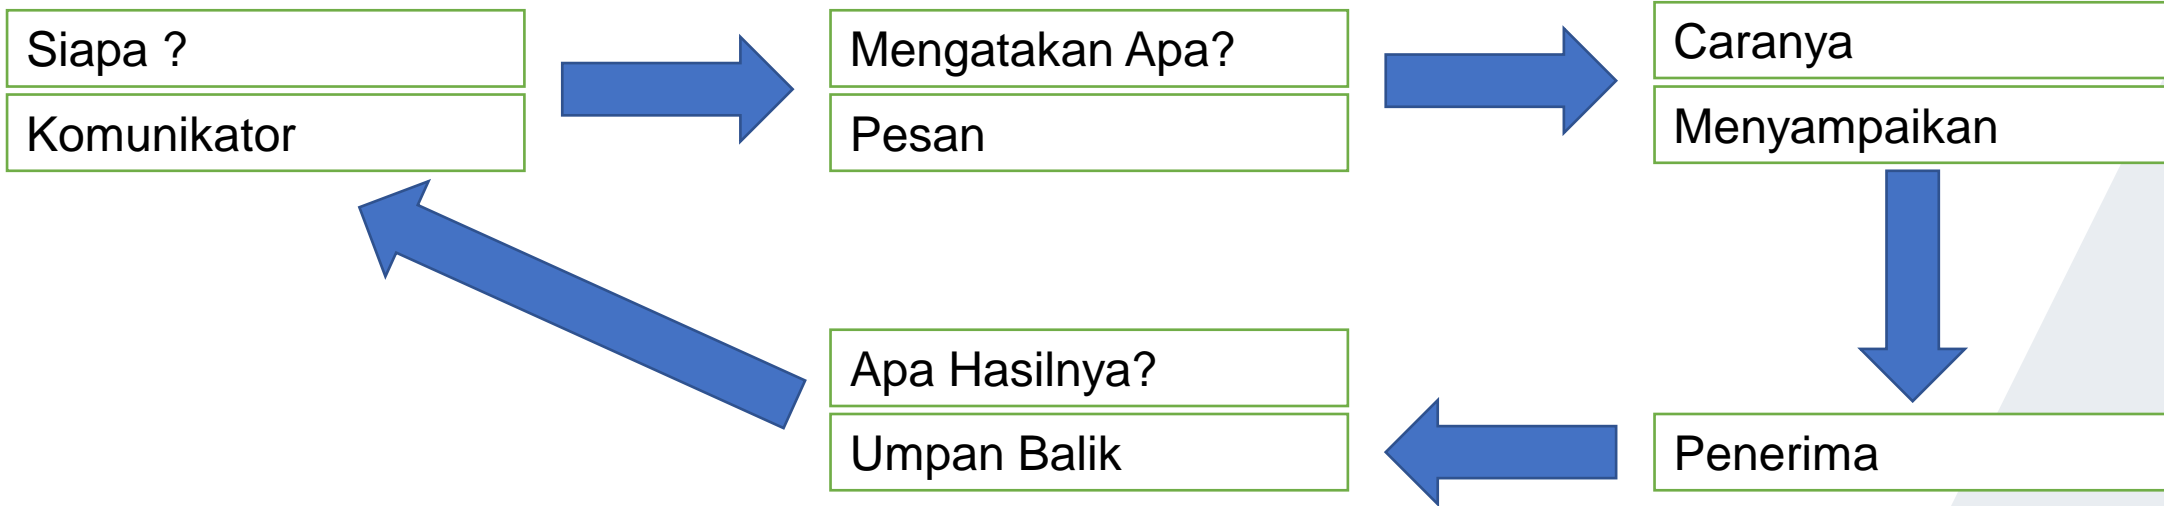 Siapa ?
Komunikator
Mengatakan Apa?
Pesan
Caranya
Menyampaikan
Penerima
Apa Hasilnya?
Umpan Balik